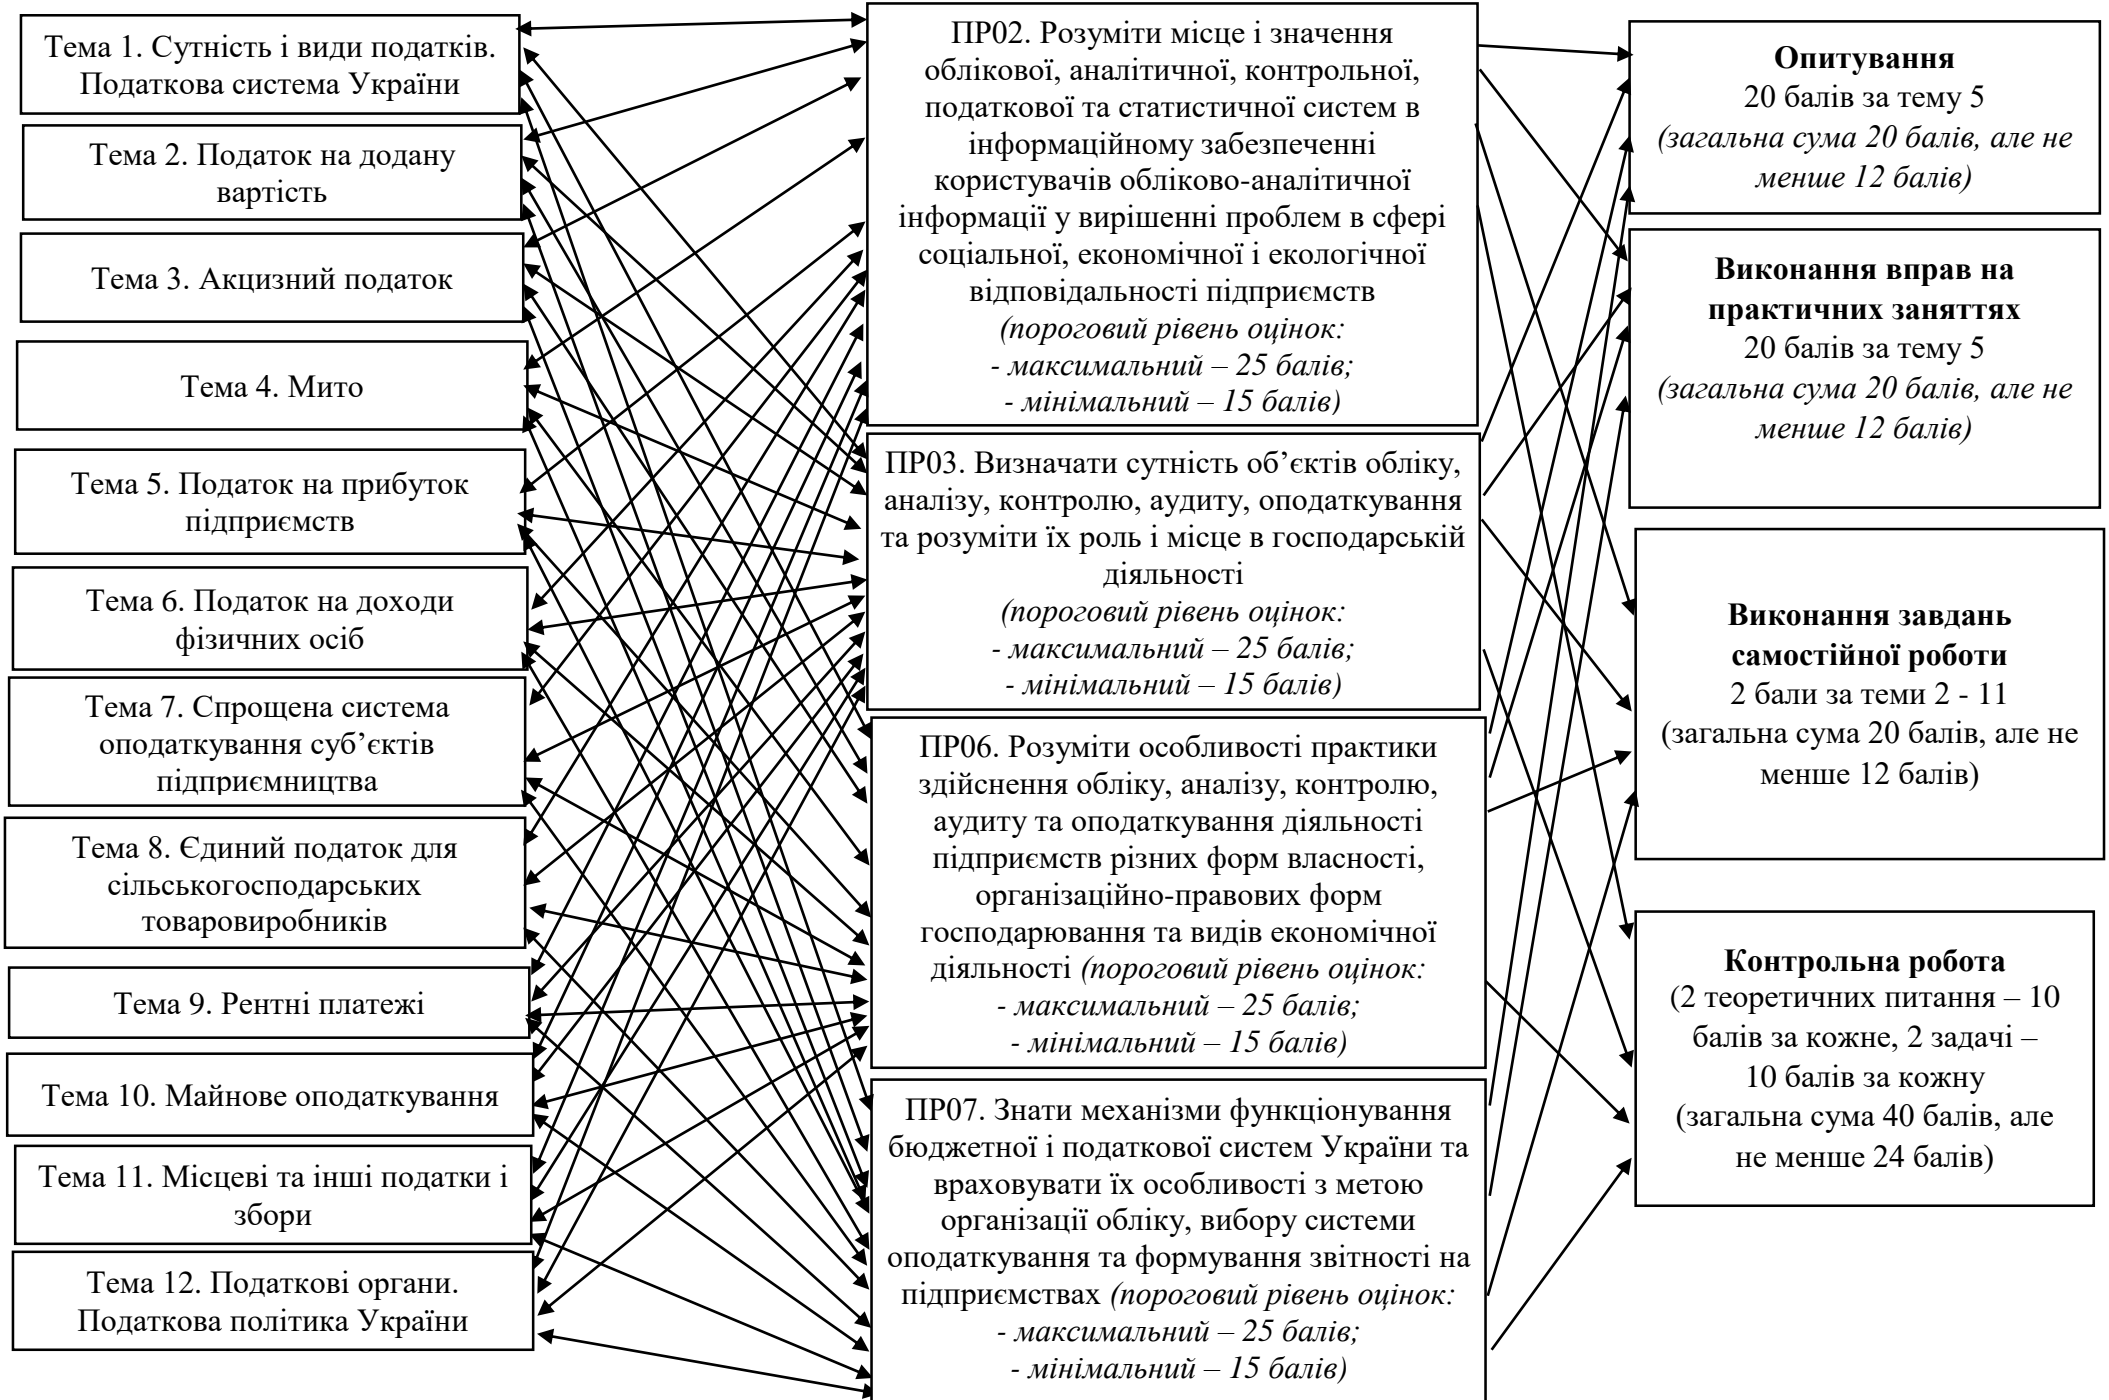 Тема 1. Сутність і види податків.
Податкова система України
Тема 2. Податок на додану
вартість
Тема 3. Акцизний податок
Тема 4. Мито
Тема 5. Податок на прибуток
підприємств
Тема 6. Податок на доходи
фізичних осіб
Тема 7. Спрощена система
оподаткування суб’єктів
підприємництва
Тема 8. Єдиний податок для
сільськогосподарських
товаровиробників
Тема 9. Рентні платежі
Тема 10. Майнове оподаткування
Тема 11. Місцеві та інші податки і
збори
Тема 12. Податкові органи.
Податкова політика України
ПР02. Розуміти місце і значення
облікової, аналітичної, контрольної,
податкової та статистичної систем в
інформаційному забезпеченні
користувачів обліково-аналітичної
інформації у вирішенні проблем в сфері
соціальної, економічної і екологічної
відповідальності підприємств
(пороговий рівень оцінок:
- максимальний – 25 балів;
- мінімальний – 15 балів)
ПР03. Визначати сутність об’єктів обліку,
аналізу, контролю, аудиту, оподаткування
та розуміти їх роль і місце в господарській
діяльності
(пороговий рівень оцінок:
- максимальний – 25 балів;
- мінімальний – 15 балів)
ПР06. Розуміти особливості практики
здійснення обліку, аналізу, контролю,
аудиту та оподаткування діяльності
підприємств різних форм власності,
організаційно-правових форм
господарювання та видів економічної
діяльності (пороговий рівень оцінок:
- максимальний – 25 балів;
- мінімальний – 15 балів)
ПР07. Знати механізми функціонування
бюджетної і податкової систем України та
враховувати їх особливості з метою
організації обліку, вибору системи
оподаткування та формування звітності на
підприємствах (пороговий рівень оцінок:
- максимальний – 25 балів;
- мінімальний – 15 балів)
Опитування
20 балів за тему 5
(загальна сума 20 балів, але не
менше 12 балів)
Виконання вправ на
практичних заняттях
20 балів за тему 5
(загальна сума 20 балів, але не
менше 12 балів)
Виконання завдань
самостійної роботи
2 бали за теми 2 - 11
(загальна сума 20 балів, але не
менше 12 балів)
Контрольна робота
(2 теоретичних питання – 10
балів за кожне, 2 задачі –
10 балів за кожну
(загальна сума 40 балів, але
не менше 24 балів)